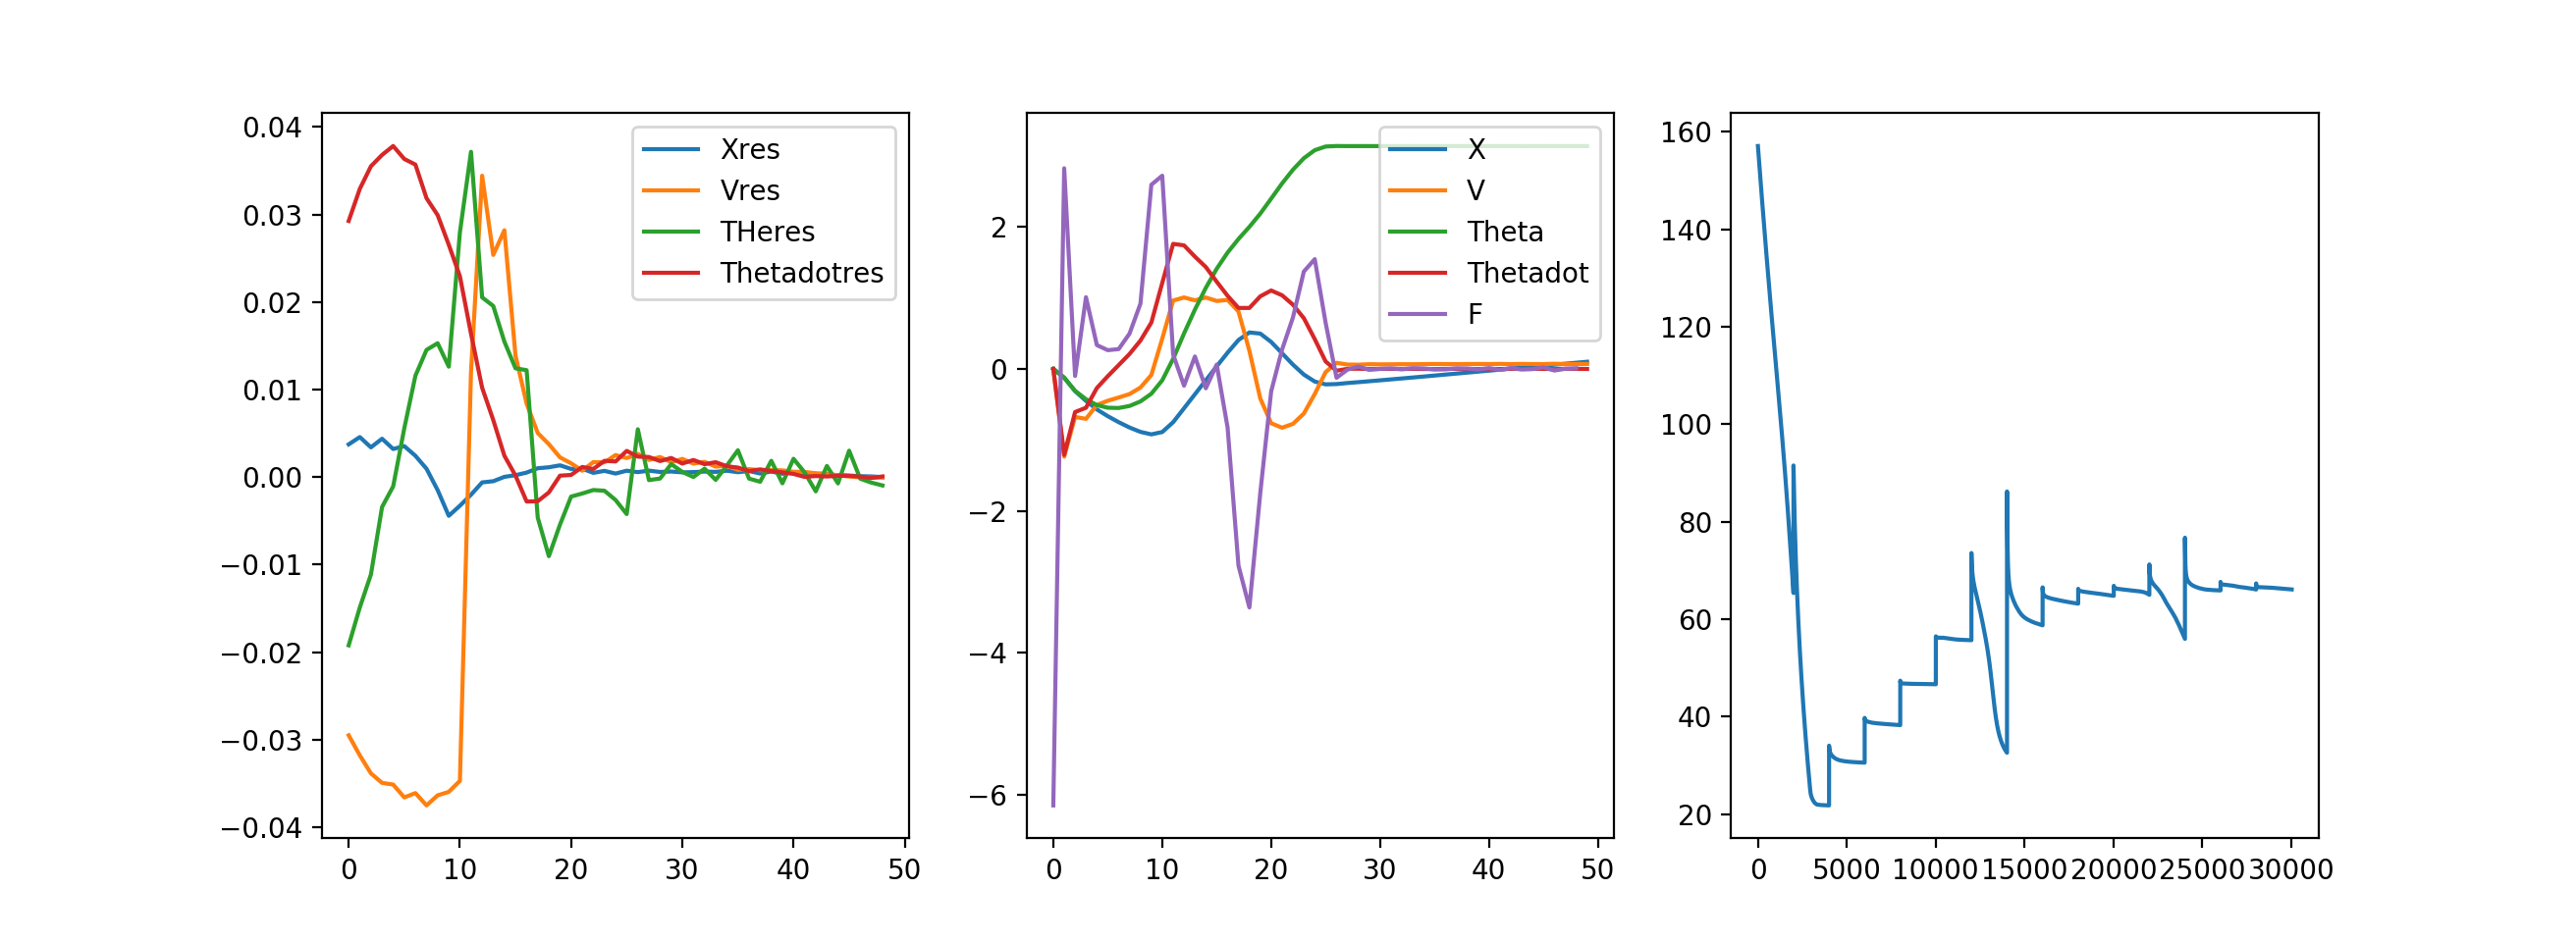 0.04
0.03
0.02
0.01
0.00
−0.01
−0.02
−0.03
−0.04
0 10 20 30 40 50
Xres
Vres
THeres
Thetadotres
2
0
−2
−4
−6
0 10 20 30 40 50
X
V
Theta
Thetadot
F
160
140
120
100
80
60
40
20
0 5000 10000 15000 20000 25000 30000